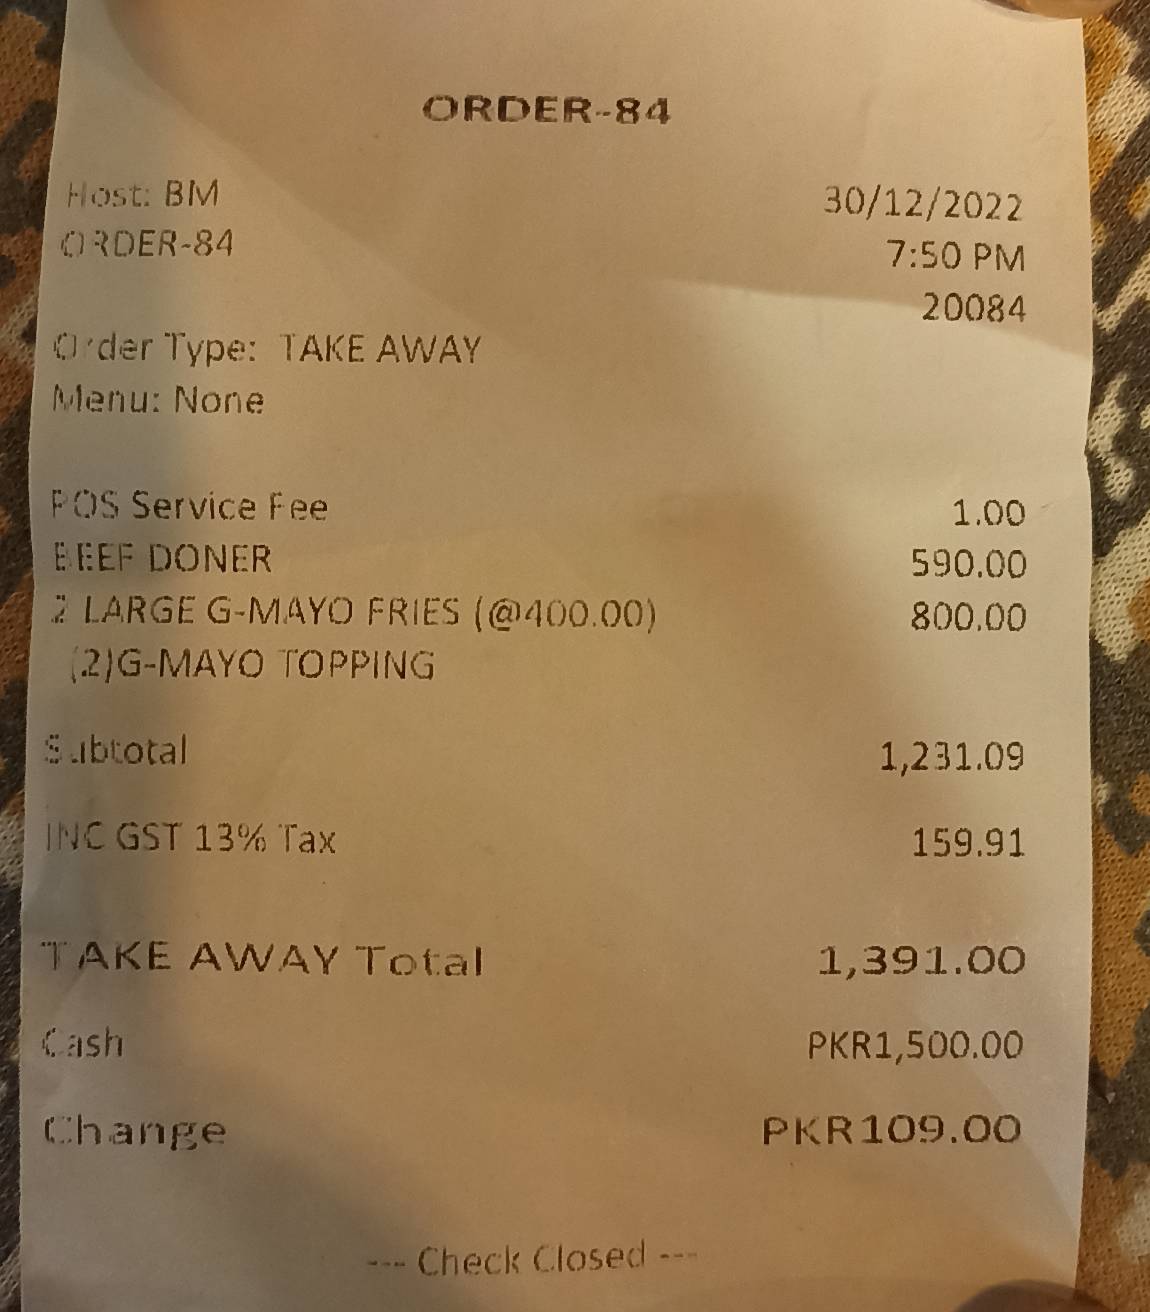 ORDER-84
Host: BM 30/12/2022
ORDER-84 7:50 PM
20084
Order Type: TAKE AWAY
Menu: None
POS Service Fee 1.00
BEEF DONER 590.00
2 LARGE G-MAYO FRIES (@400.00) 800.00
(2)G-MAYO TOPPING
Subtotal 1,231.09
INC GST 13% Tax 159.91
TAKE AWAY Total 1,391.00
Cash PKR1,500.00
Change PKR109.00
--- Check Closed ---